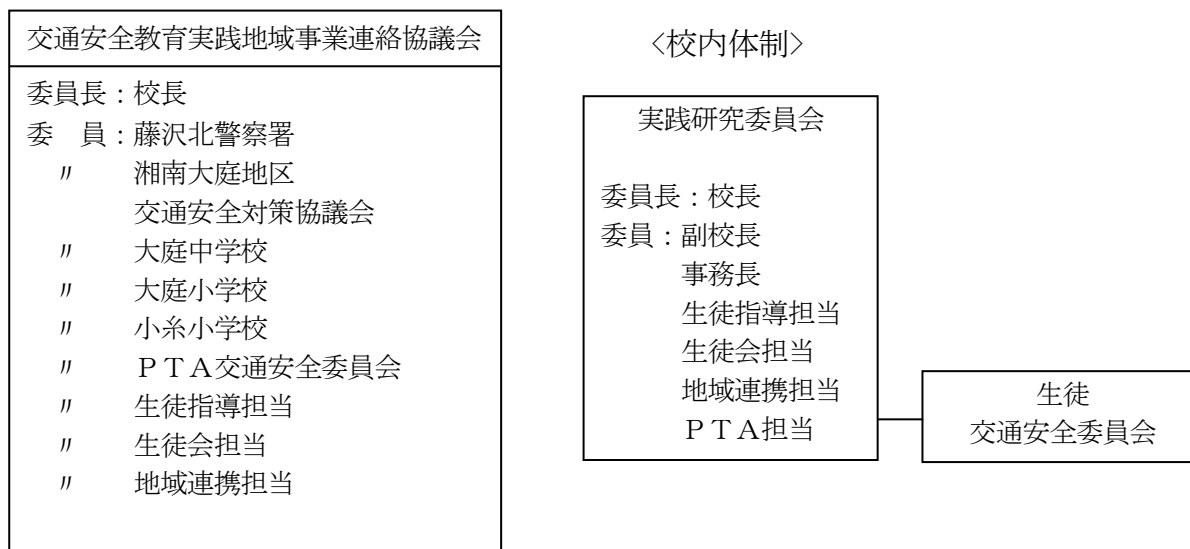 交通安全教育実践地域事業連絡協議会
委員長：校長
委　員：藤沢北警察署
〃　湘南大庭地区
交通安全対策協議会
〃　大庭中学校
〃　大庭小学校
〃　小糸小学校
〃　ＰＴＡ交通安全委員会
〃　生徒指導担当
〃　生徒会担当
〃　地域連携担当
〈校内体制〉
実践研究委員会
委員長：校長
委員：副校長
事務長
生徒指導担当
生徒会担当
地域連携担当
ＰＴＡ担当
生徒
交通安全委員会